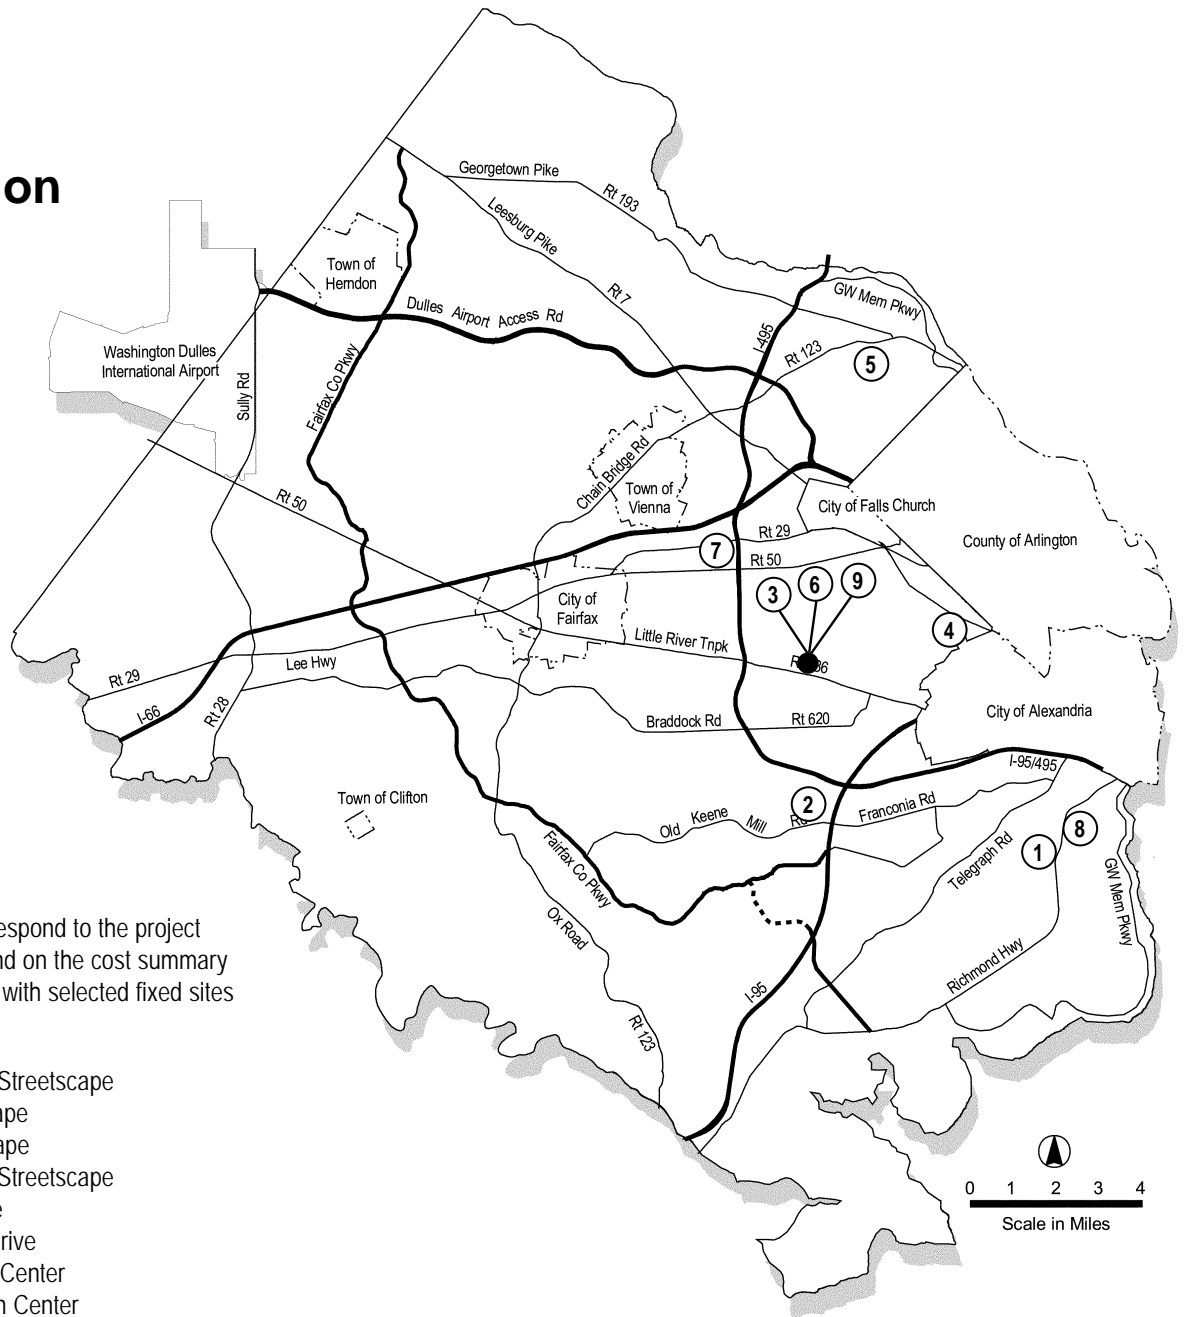 on
Georgetown Pike
Rt 193
Leesburg Pike
Town of
Herndon
Rt 7
GW Mem Pkwy
Dulles Airport Access Rd
I-495
Washington Dulles
International Airport
Rt 123
5
Sully Rd
Fairfax Co Pkwy
Chain Bridge Rd
Town of
Vienna
Rt 50
City of Falls Church
Rt 29
County of Arlington
7
Rt 50
3
6
9
City of
Fairfax
4
Little River Tnpk
Lee Hwy
Rt 29
I-66
Rt 28
Braddock Rd
Rt 620
City of Alexandria
I-95/495
Town of Clifton
2
Old Keene Mill
Franconia Rd
8
1
Telegraph Rd
Fairfax Co Pkwy
GW Mem Pkwy
Ox Road
Richmond Hwy
I-95
Rt 123
respond to the project
nd on the cost summary
with selected fixed sites
Streetscape
ape
ape
Streetscape
e
rive
Center
n Center
0 1 2 3 4
Scale in Miles